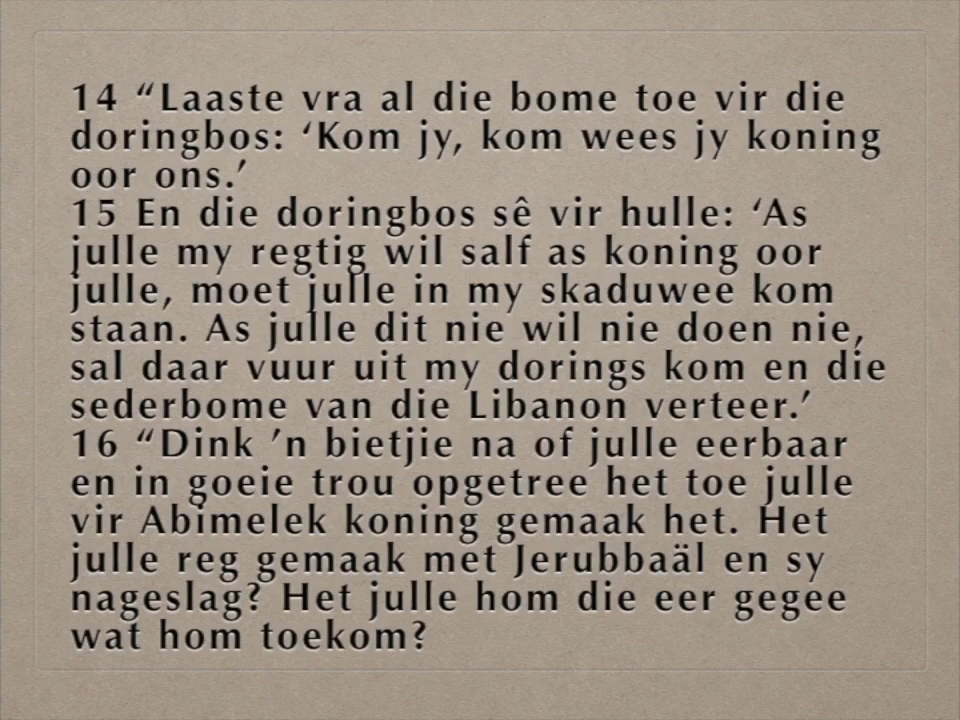 14 “Laaste vra al die bome toe vir die
doringbos: ‘Kom jy, kom wees jy koning
oor ons.’
15 En die doringbos sê vir hulle: ‘As
julle my regtig wil salf as koning oor
julle, moet julle in my skaduwee kom
staan. As julle dit nie wil nie doen nie,
sal daar vuur uit my dorings kom en die
sederbome van die Libanon verteer.’
16 “Dink ’n bietjie na of julle eerbaar
en in goeie trou opgetree het toe julle
vir Abimelek koning gemaak het. Het
julle reg gemaak met Jerubbaäl en sy
nageslag? Het julle hom die eer gegee
wat hom toekom?